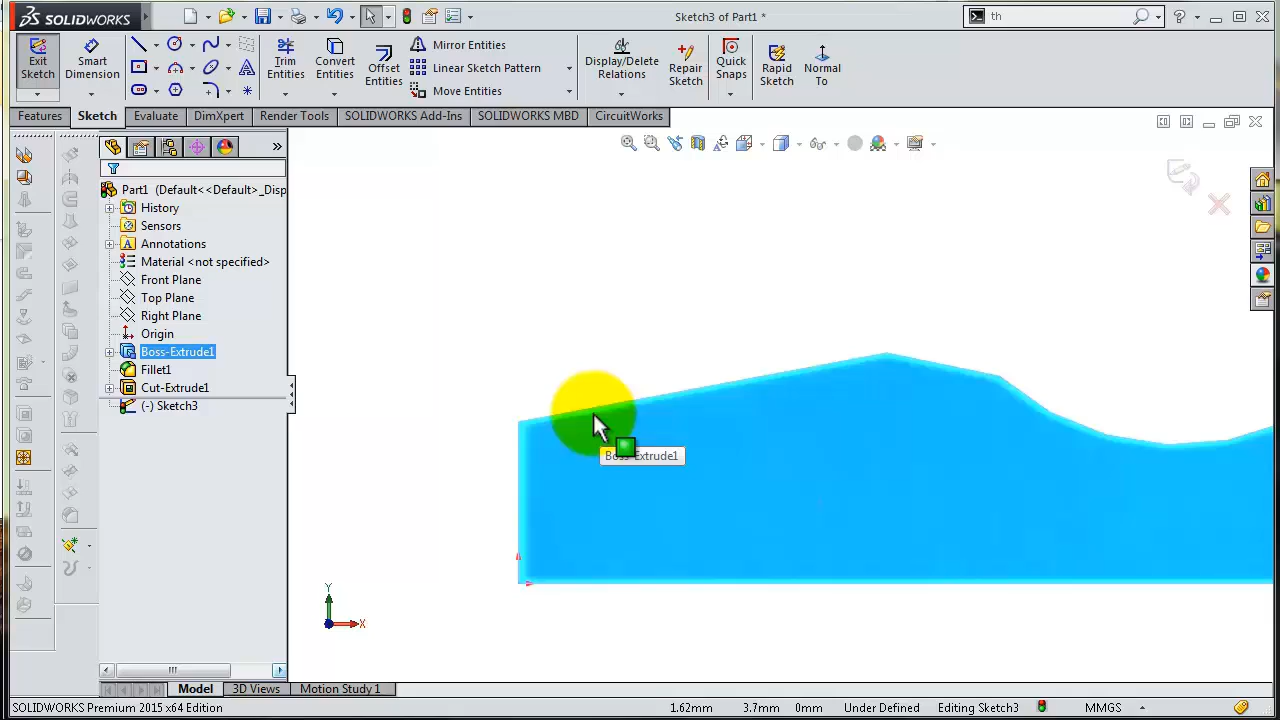 SOLIDWORKS
Sketch3 of Part1 *
th
Exit Sketch
Smart Dimension
Trim Entities
Convert Entities
Offset Entities
Mirror Entities
Linear Sketch Pattern
Move Entities
Display/Delete Relations
Repair Sketch
Quick Snaps
Rapid Sketch
Normal To
Features
Sketch
Evaluate
DimXpert
Render Tools
SOLIDWORKS Add-Ins
SOLIDWORKS MBD
CircuitWorks
Part1 (Default<<Default>_Disp
History
Sensors
Annotations
Material <not specified>
Front Plane
Top Plane
Right Plane
Origin
Boss-Extrude1
Fillet1
Cut-Extrude1
(-) Sketch3
Boss-Extrude1
Y
X
Model
3D Views
Motion Study 1
SOLIDWORKS Premium 2015 x64 Edition
1.62mm
3.7mm
0mm
Under Defined
Editing Sketch3
MMGS